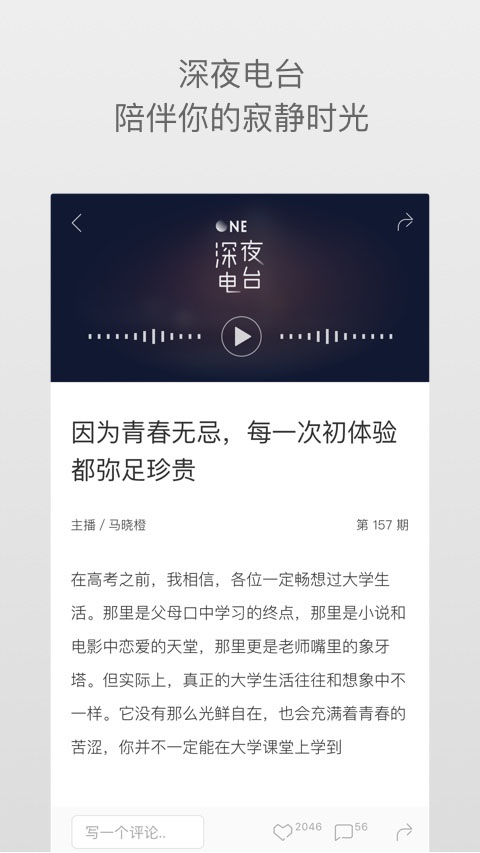 深夜电台
陪伴你的寂静时光
ONE
深夜
电台
因为青春无忌，每一次初体验
都弥足珍贵
主播 / 马晓橙
第 157 期
在高考之前，我相信，各位一定畅想过大学生
活。那里是父母口中学习的终点，那里是小说和
电影中恋爱的天堂，那里更是老师嘴里的象牙
塔。但实际上，真正的大学生活往往和想象中不
一样。它没有那么光鲜自在，也会充满着青春的
苦涩，你并不一定能在大学课堂上学到
写一个评论..
2046
56